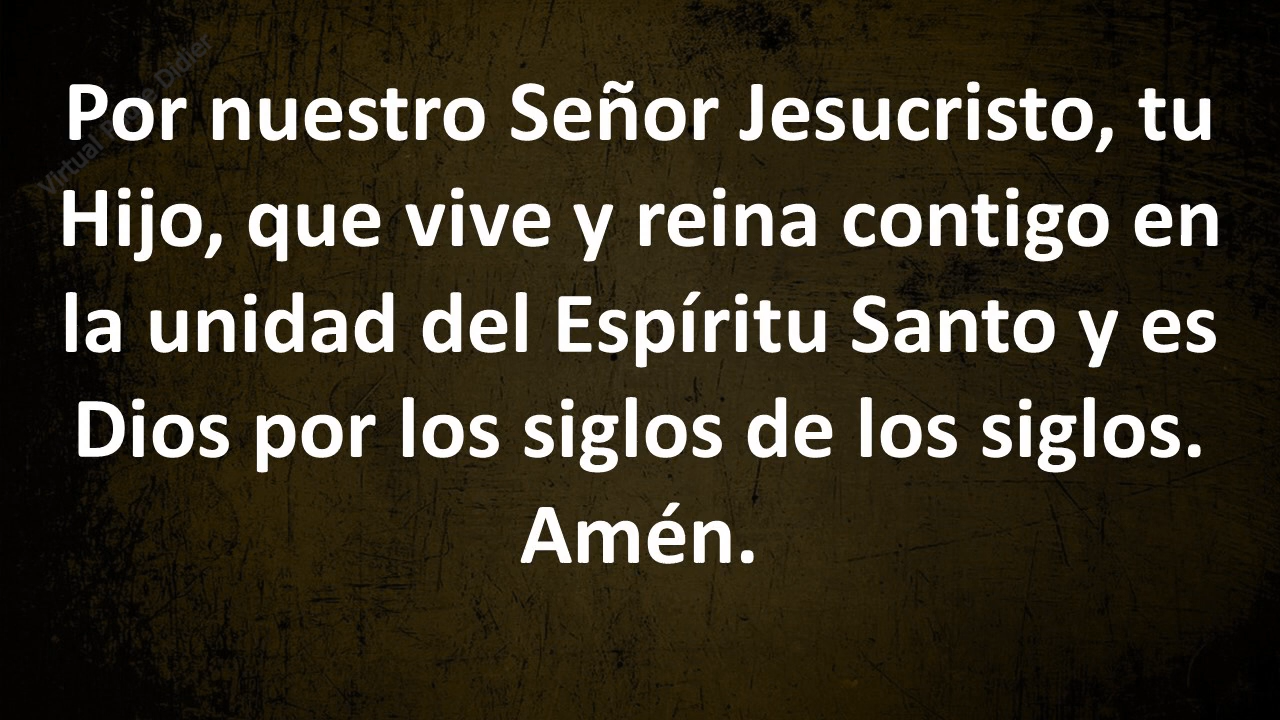 Por nuestro Señor Jesucristo, tu
Hijo, que vive y reina contigo en
la unidad del Espíritu Santo y es
Dios por los siglos de los siglos.
Amén.
Virtual
Didier